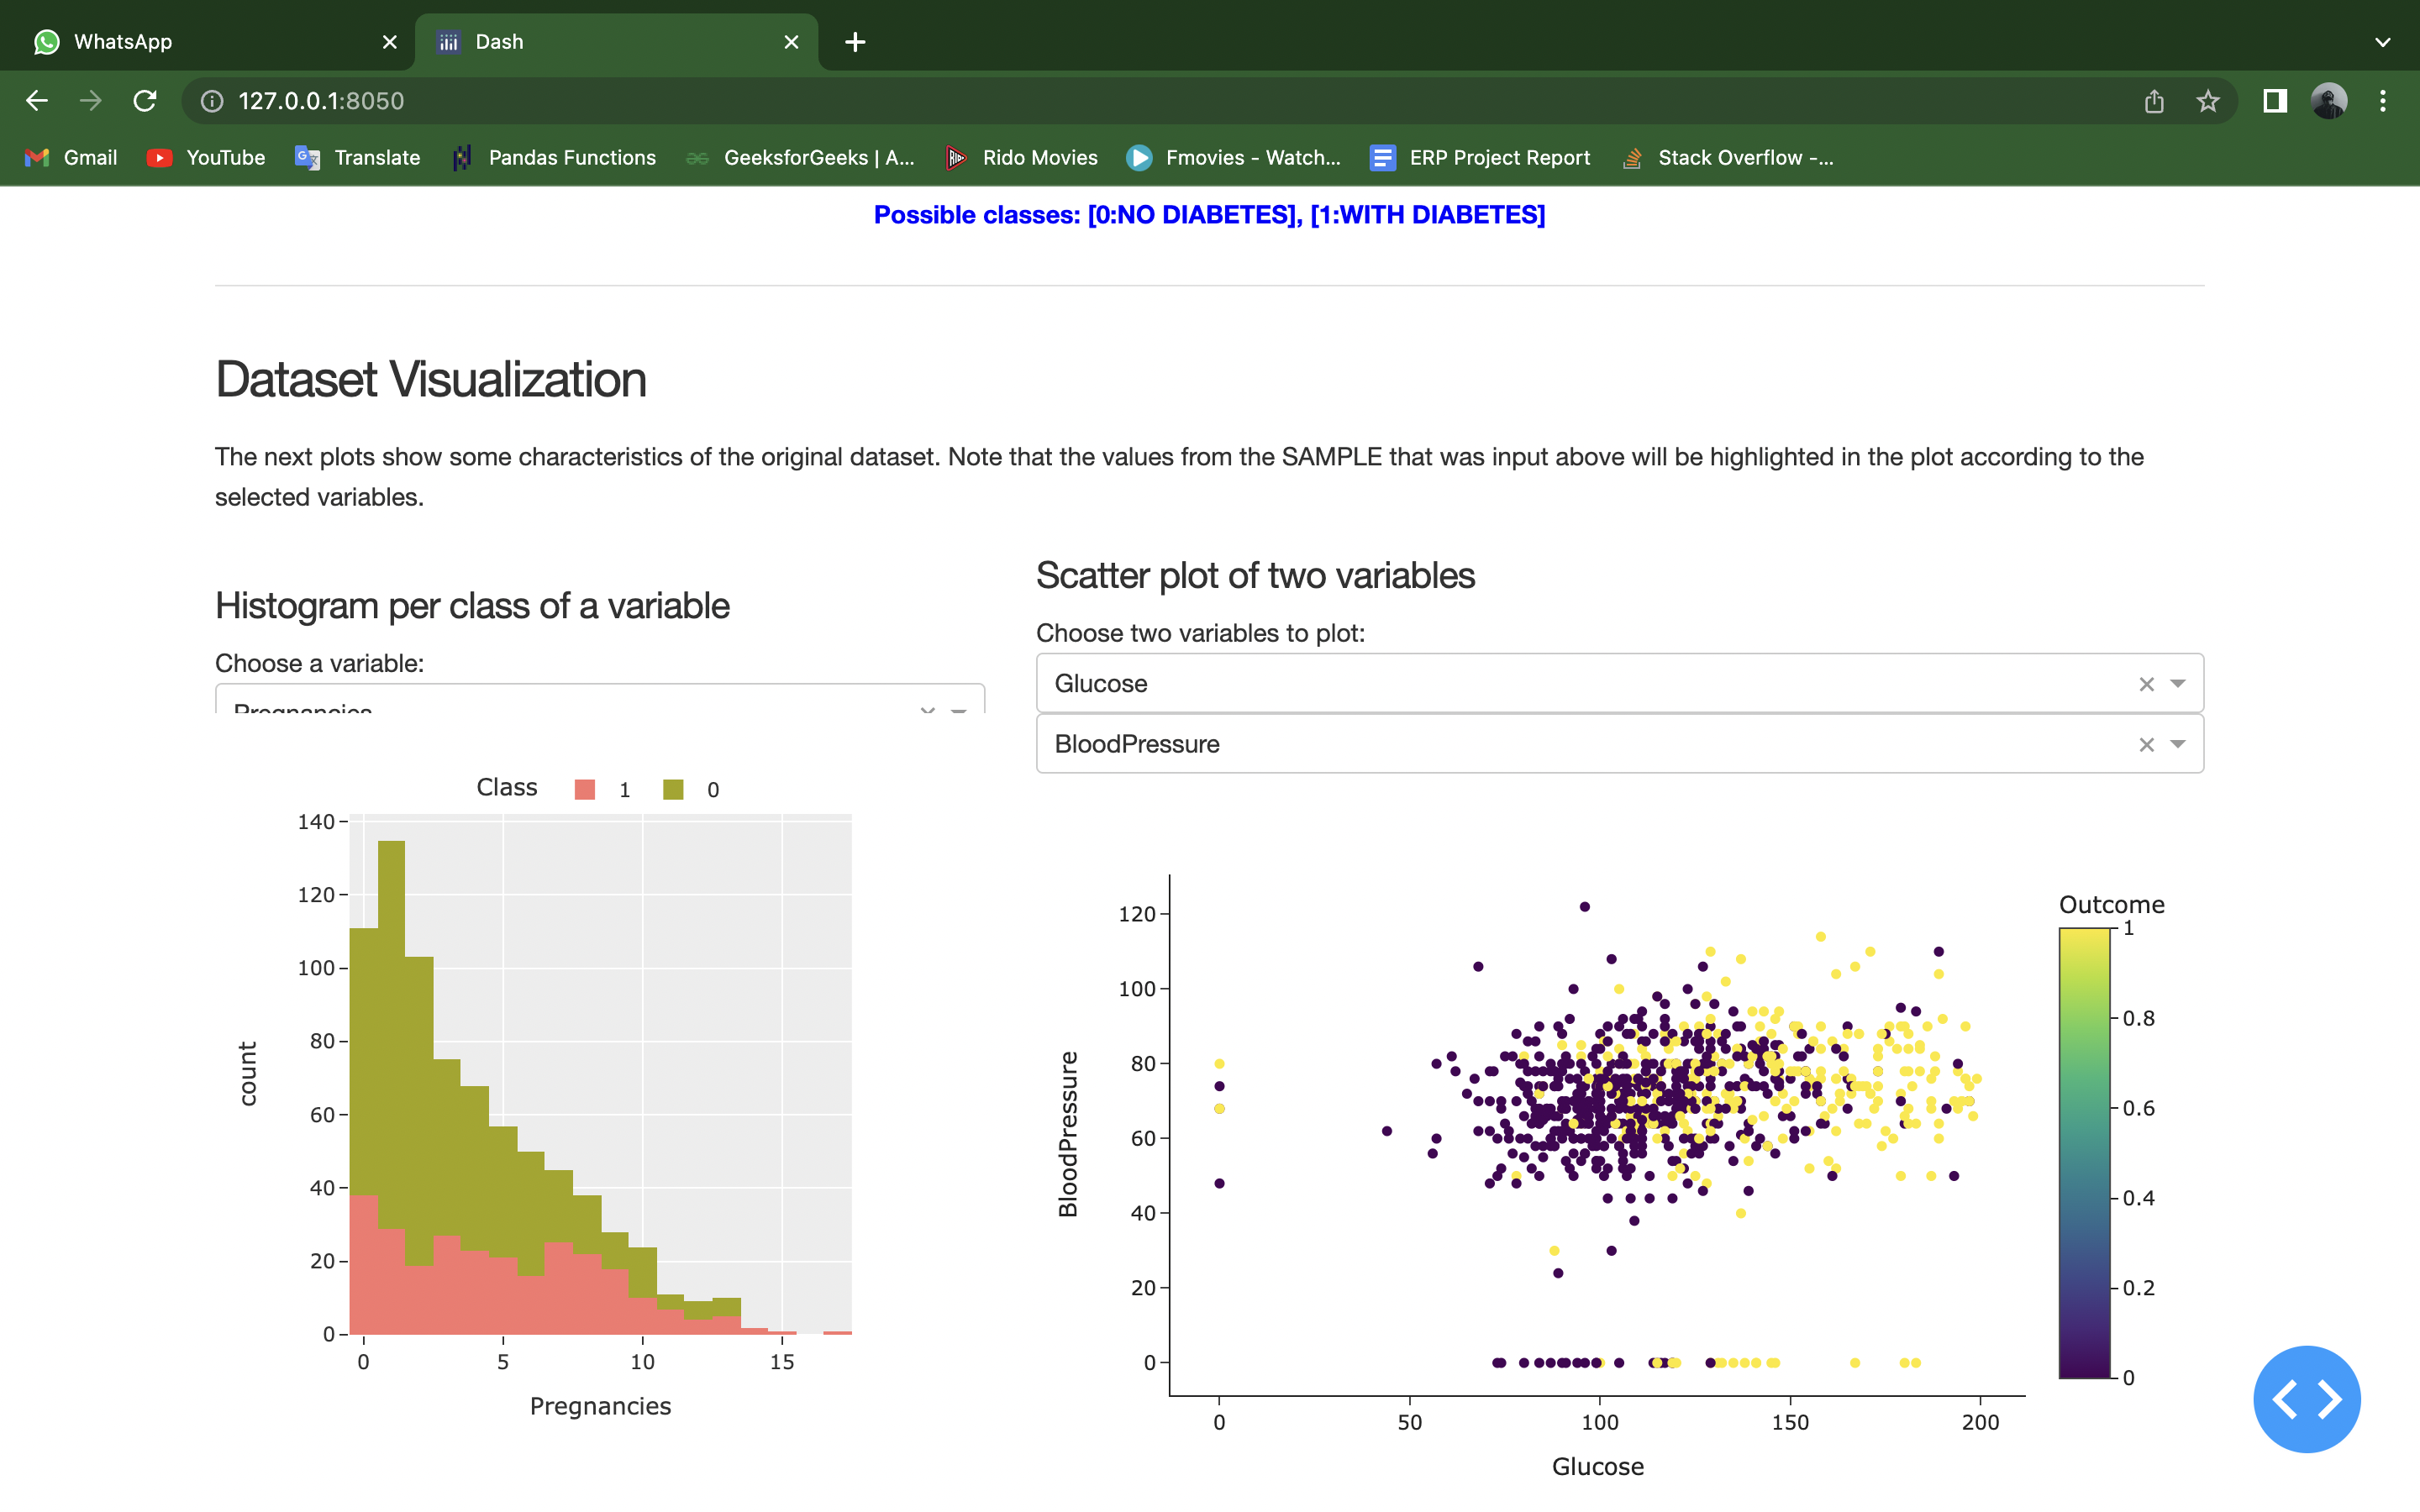 WhatsApp
Dash
127.0.0.1:8050
Gmail
YouTube
Translate
Pandas Functions
GeeksforGeeks | A...
Rido Movies
Fmovies - Watch...
ERP Project Report
Stack Overflow -...
Possible classes: [0:NO DIABETES], [1:WITH DIABETES]
Dataset Visualization
The next plots show some characteristics of the original dataset. Note that the values from the SAMPLE that was input above will be highlighted in the plot according to the
selected variables.
Histogram per class of a variable
Choose a variable:
Pregnancies
Class 1 0
140
120
100
80
60
40
20
0
count
0 5 10 15
Pregnancies
Scatter plot of two variables
Choose two variables to plot:
Glucose
BloodPressure
120
100
80
60
40
20
0
BloodPressure
0 50 100 150 200
Glucose
Outcome
1
0.8
0.6
0.4
0.2
0